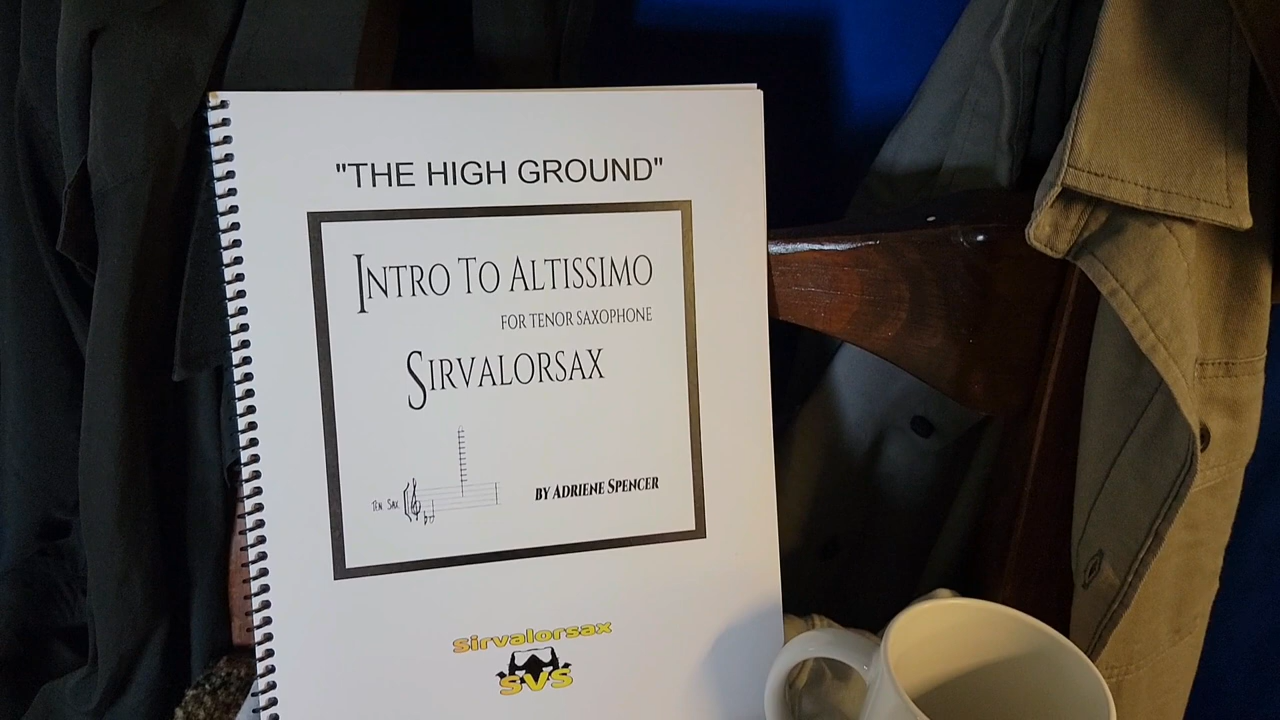 "THE HIGH GROUND"
INTRO TO ALTISSIMO
FOR TENOR SAXOPHONE
SIRVALORSAX
TEN SAX
BY ADRIENE SPENCER
Sirvalorsax
SVS